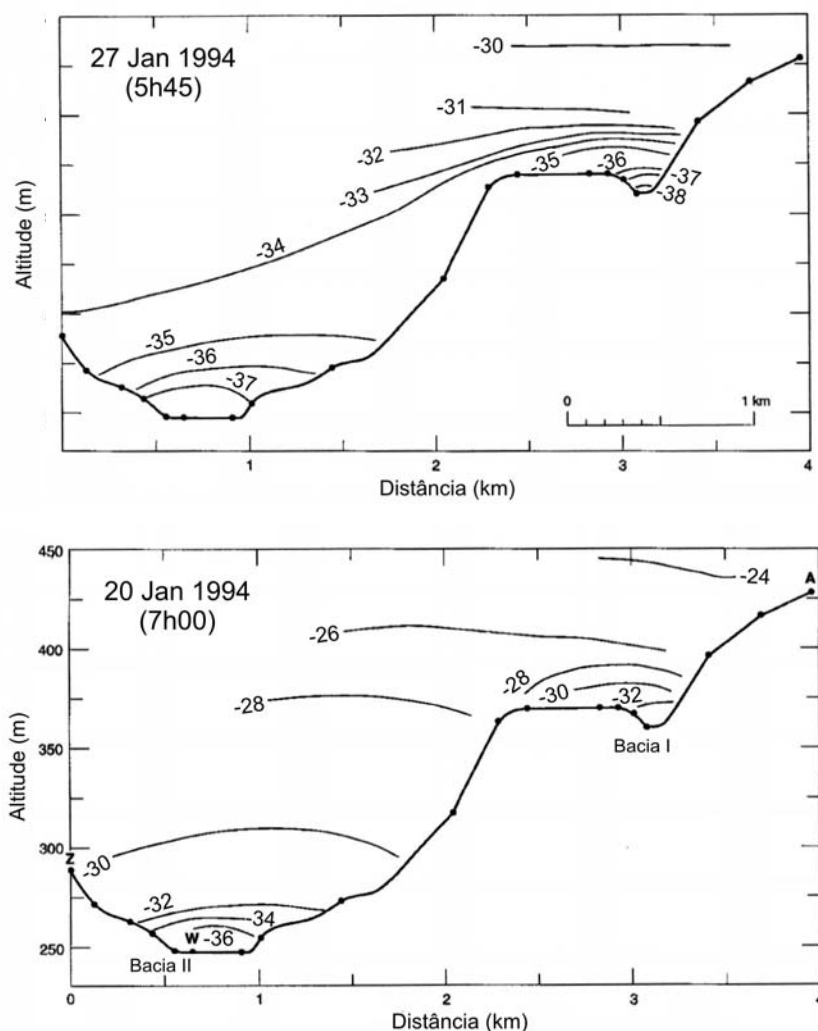 27 Jan 1994
(5h45)
-30
-31
-32
-33
-34
-35
-36
-37
-38
-35
-36
-37
Altitude (m)
0
1 km
1
2
3
4
Distância (km)
20 Jan 1994
(7h00)
450
400
350
300
250
Altitude (m)
-24
A
-26
-28
-28
-30
-32
Bacia I
-30
Z
-32
-34
-36
W
Bacia II
0
1
2
3
4
Distância (km)